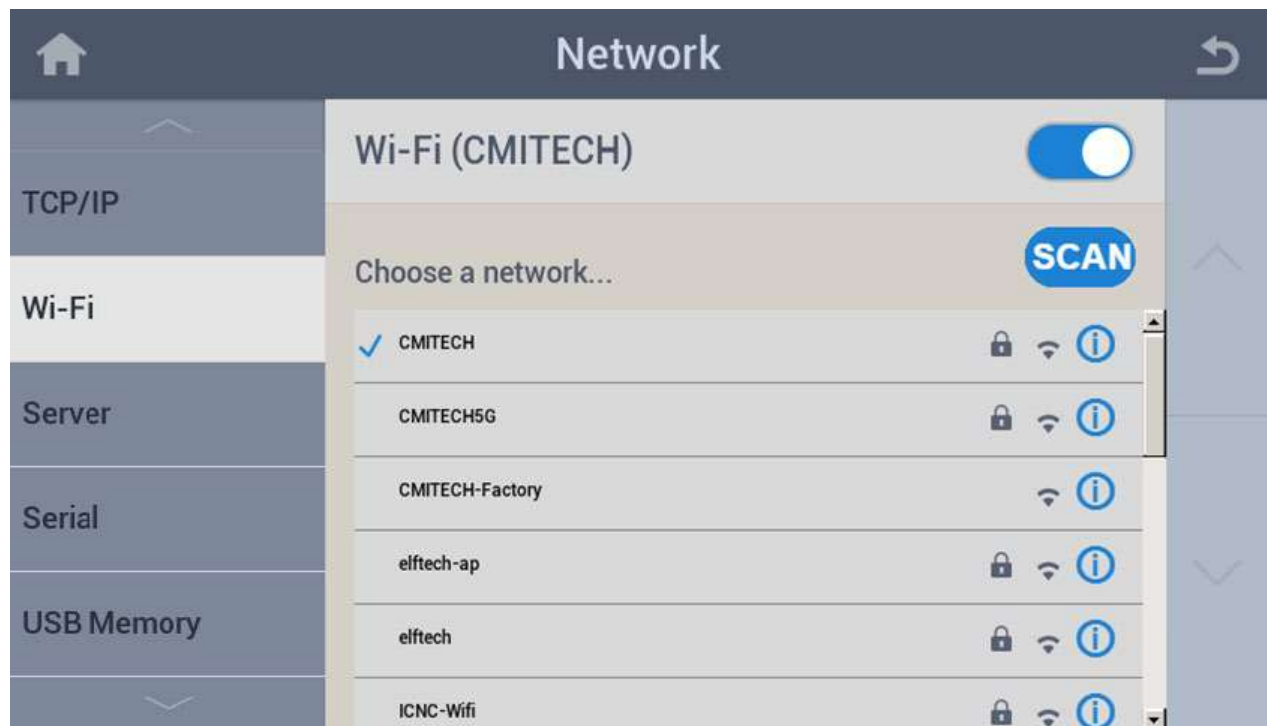 Network
Wi-Fi (CMITECH)
TCP/IP
SCAN
Choose a network...
Wi-Fi
CMITECH
CMITECH5G
Server
CMITECH-Factory
Serial
elftech-ap
USB Memory
elftech
ICNC-Wifi